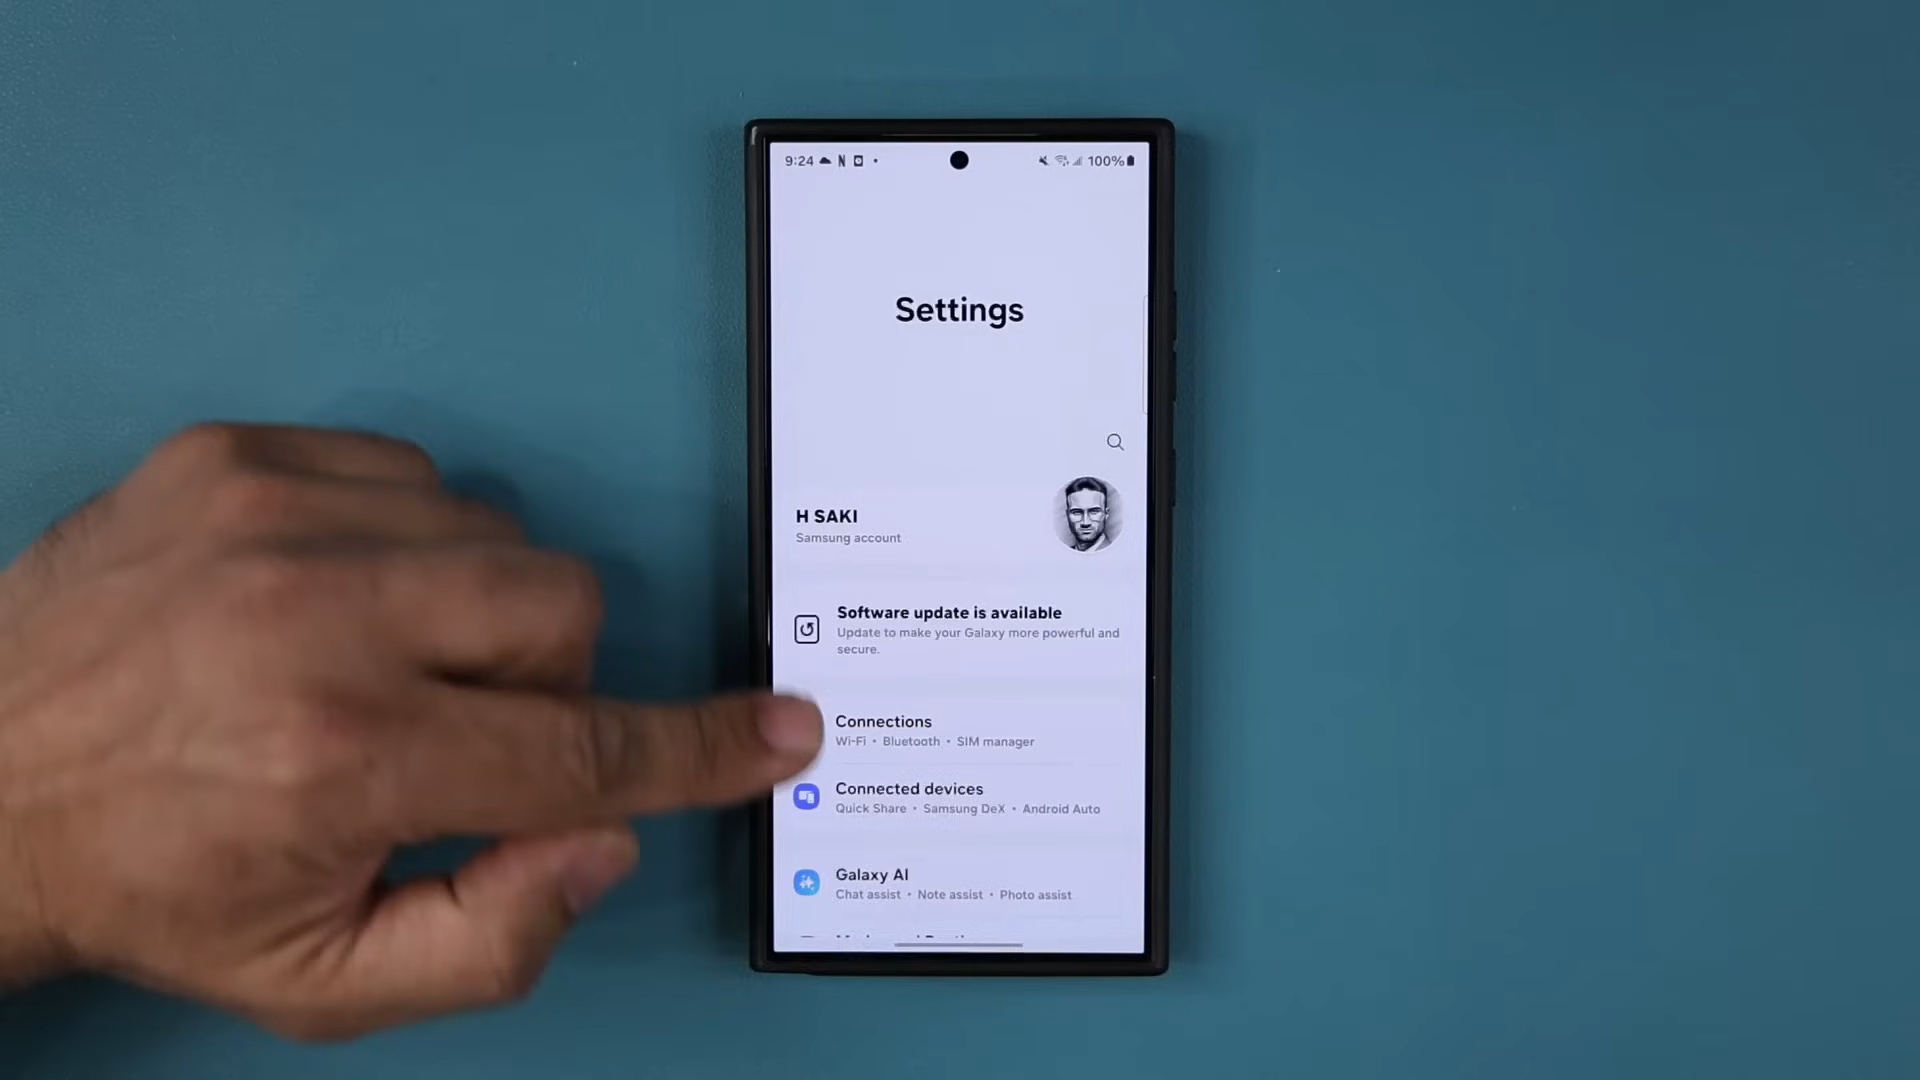 9:24 N 100%
Settings
H SAKI
Samsung account
Software update is available
Update to make your Galaxy more powerful and
secure.
Connections
Wi-Fi • Bluetooth • SIM manager
Connected devices
Quick Share • Samsung DeX • Android Auto
Galaxy AI
Chat assist • Note assist • Photo assist